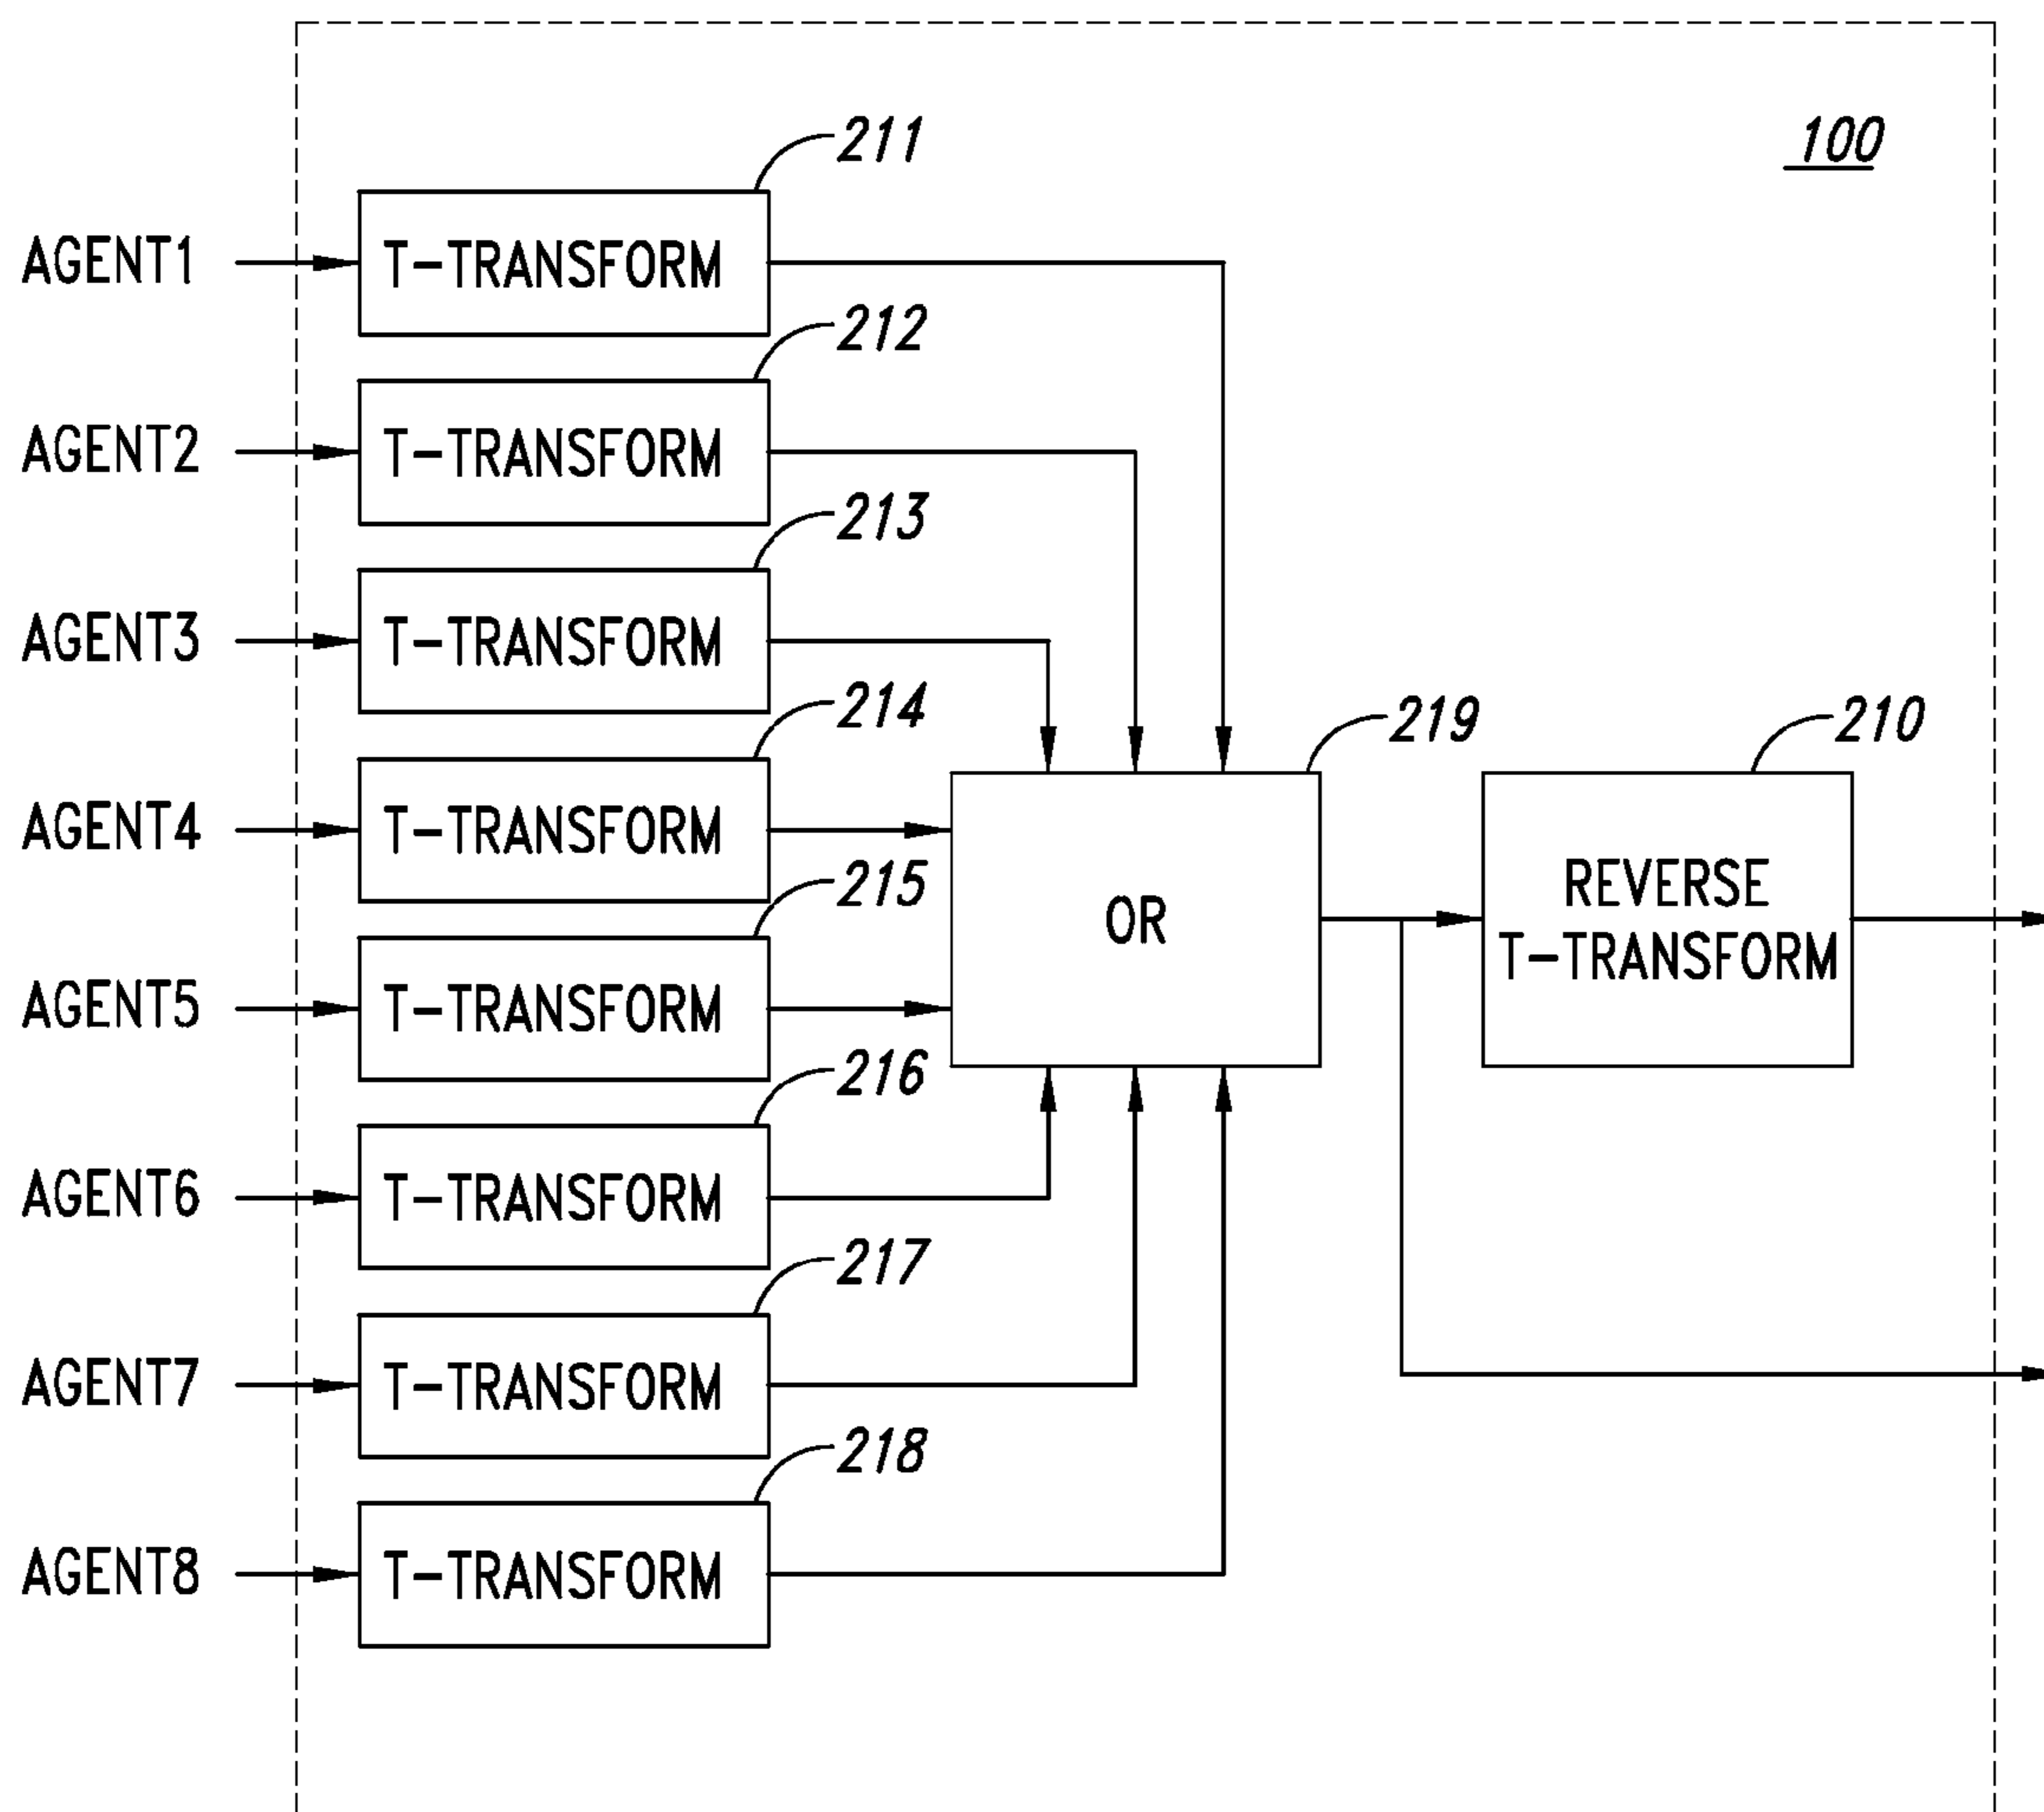 100
211
AGENT1 T-TRANSFORM
212
AGENT2 T-TRANSFORM
213
AGENT3 T-TRANSFORM
214
219
210
AGENT4 T-TRANSFORM
215
OR
REVERSE
T-TRANSFORM
AGENT5 T-TRANSFORM
216
AGENT6 T-TRANSFORM
217
AGENT7 T-TRANSFORM
218
AGENT8 T-TRANSFORM